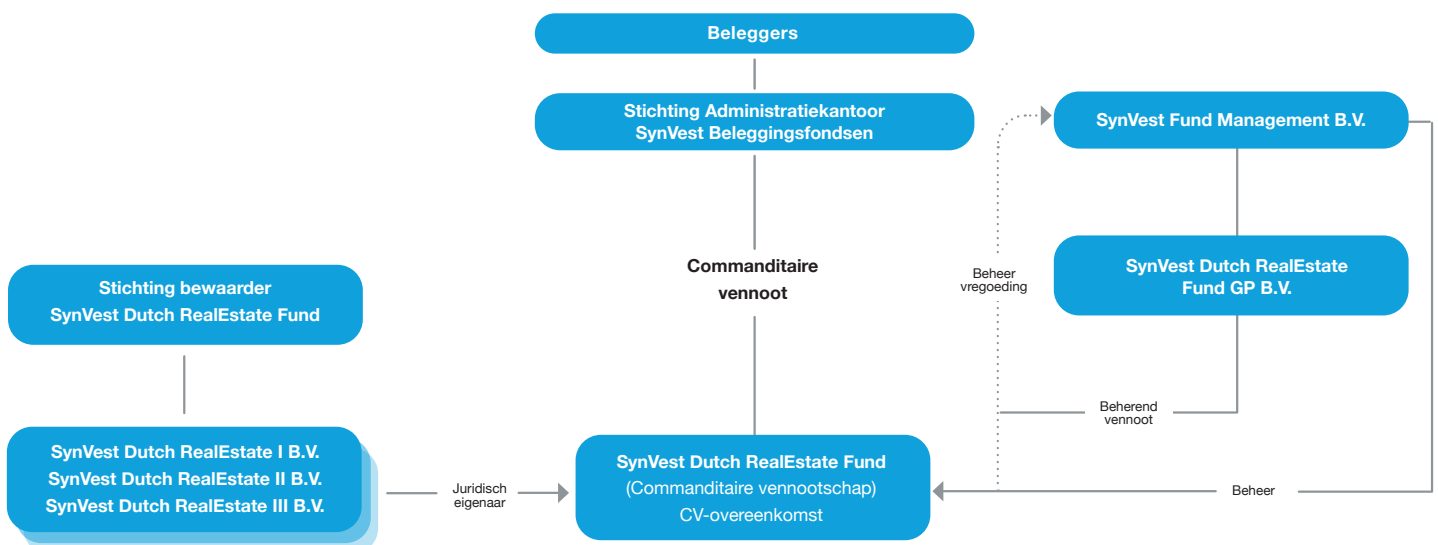 Beleggers
Stichting Administratiekantoor
SynVest Beleggingsfondsen
SynVest Fund Management B.V.
Commanditaire
vennoot
Beheer
vregoeding
SynVest Dutch RealEstate
Fund GP B.V.
Stichting bewaarder
SynVest Dutch RealEstate Fund
Beherend
vennoot
SynVest Dutch RealEstate I B.V.
SynVest Dutch RealEstate II B.V.
SynVest Dutch RealEstate III B.V.
Juridisch
eigenaar
SynVest Dutch RealEstate Fund
(Commanditaire vennootschap)
CV-overeenkomst
Beheer